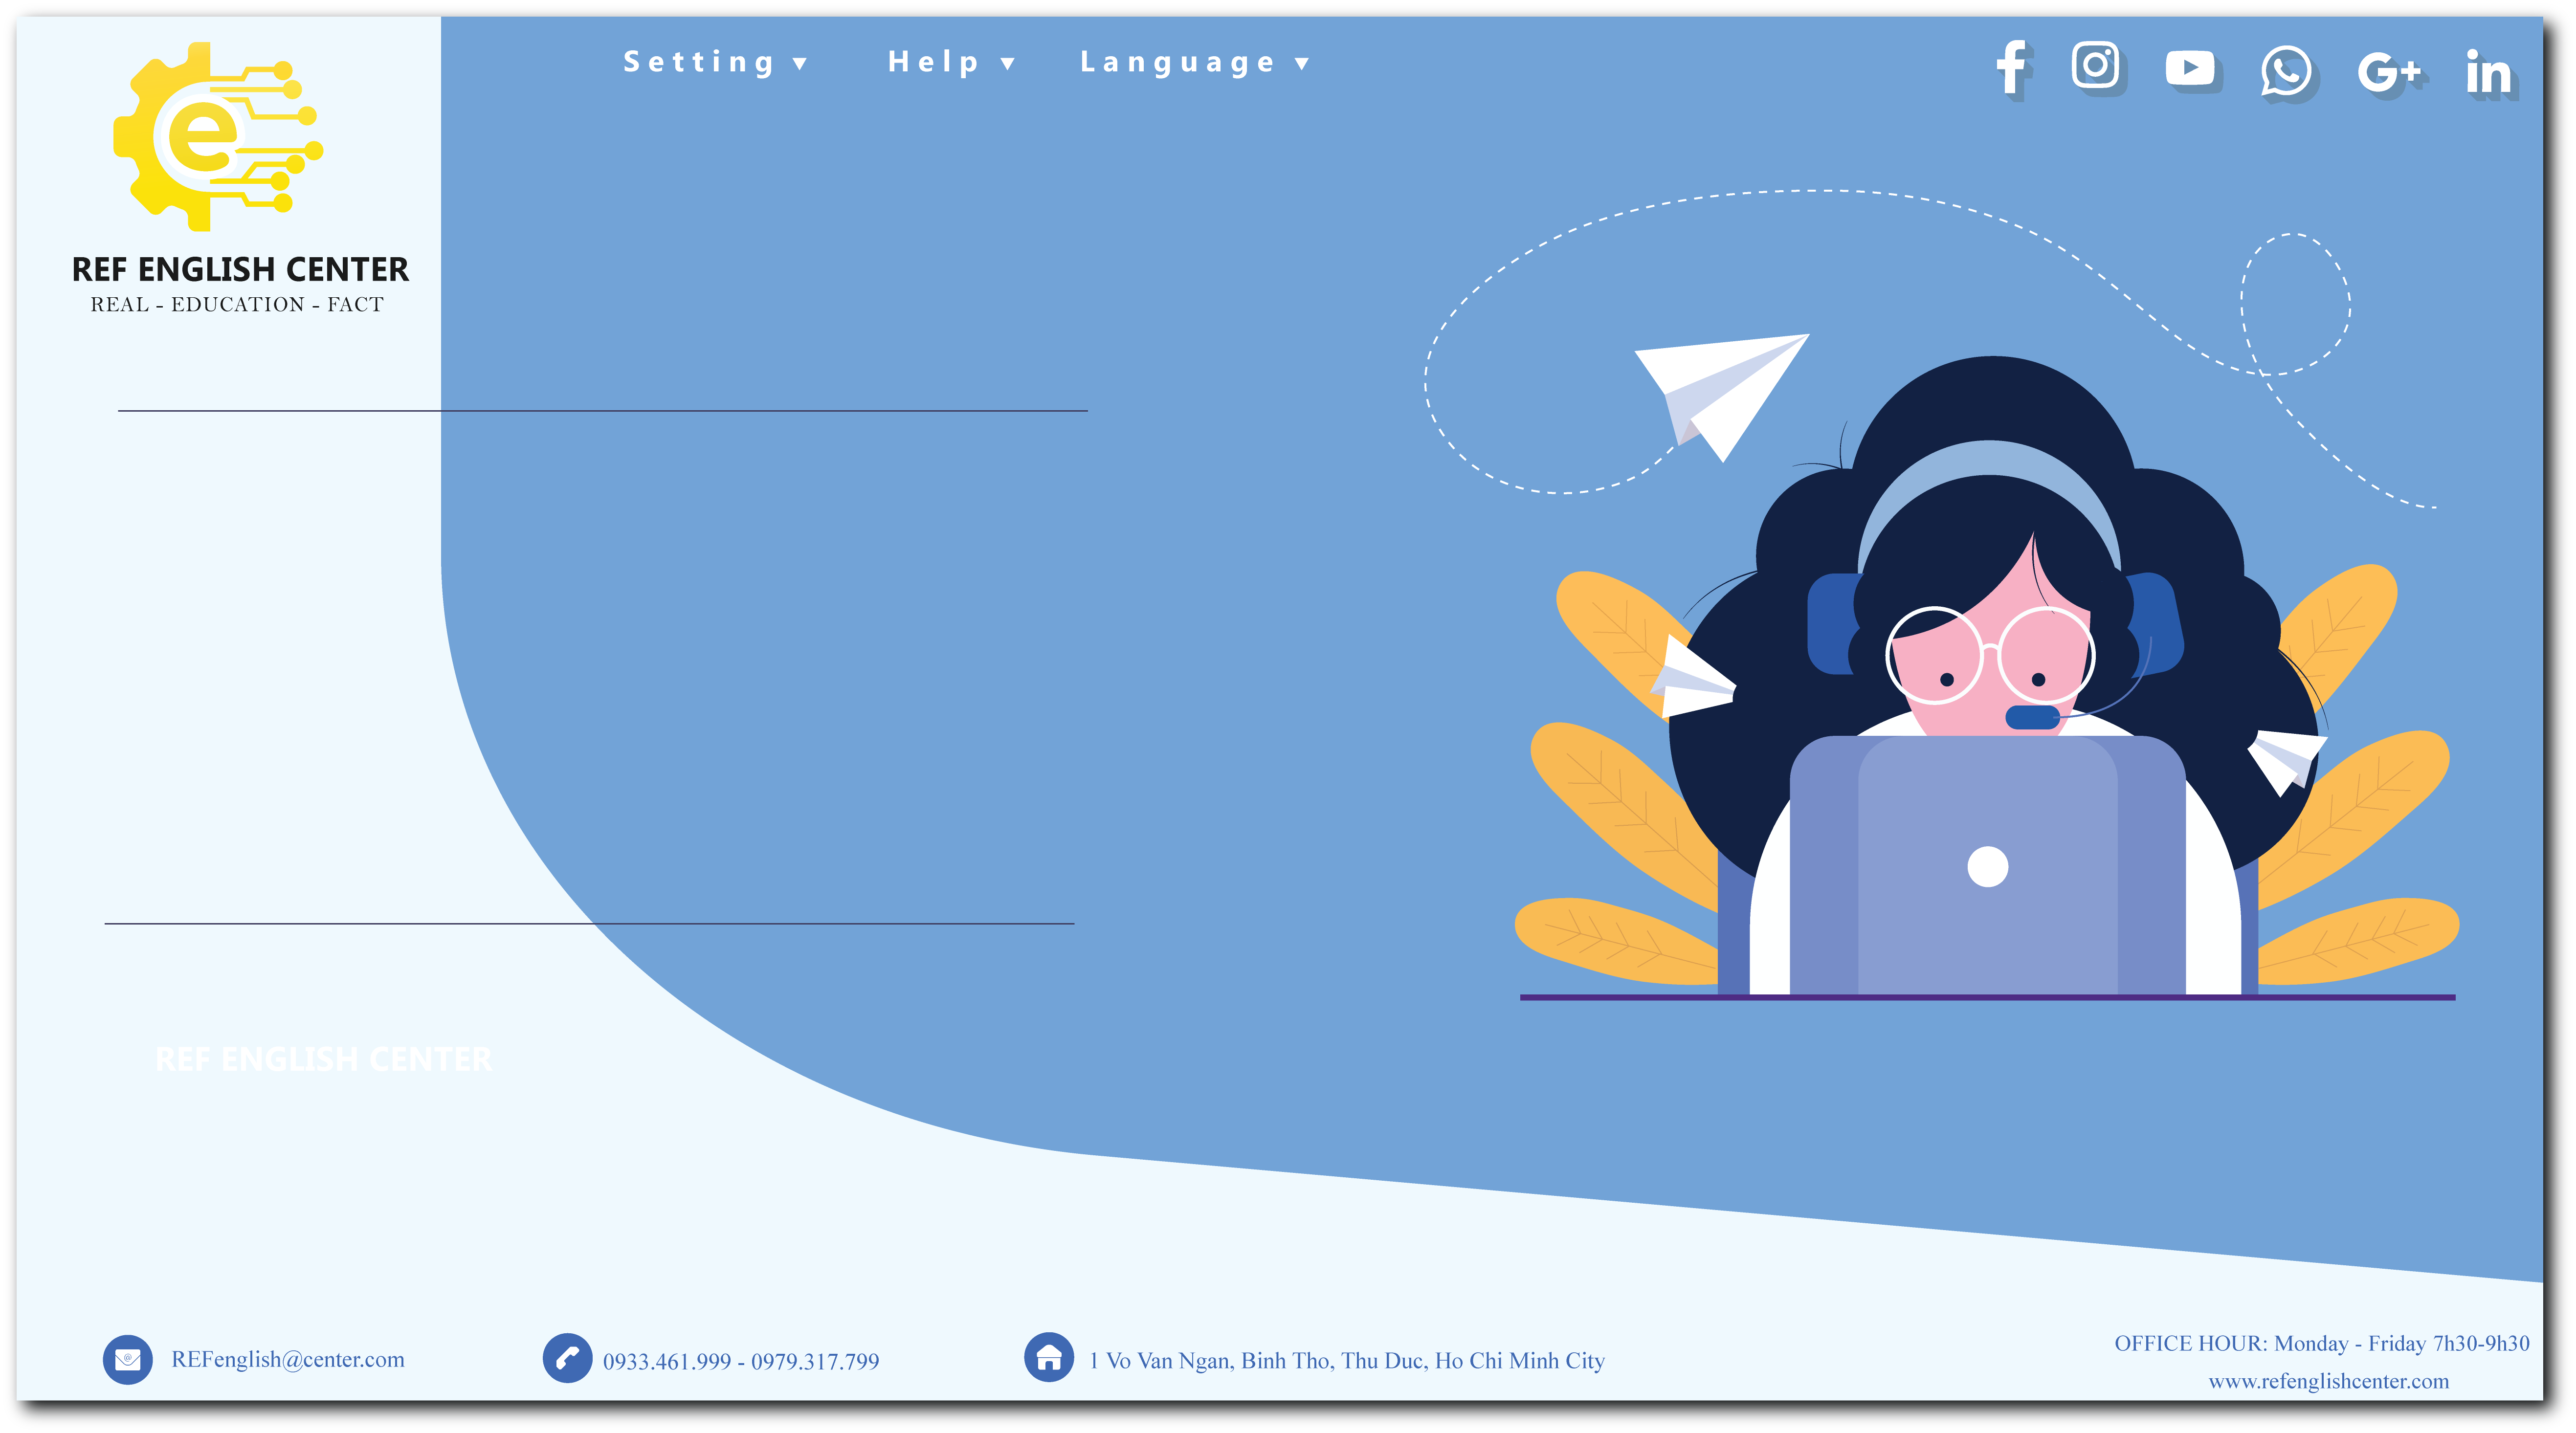 Setting ▼ Help ▼ Language ▼
e
REF ENGLISH CENTER
REAL - EDUCATION - FACT
REF ENGLISH CENTER
REFenglish@center.com
0933.461.999 - 0979.317.799
1 Vo Van Ngan, Binh Tho, Thu Duc, Ho Chi Minh City
OFFICE HOUR: Monday - Friday 7h30-9h30
www.refenglishcenter.com